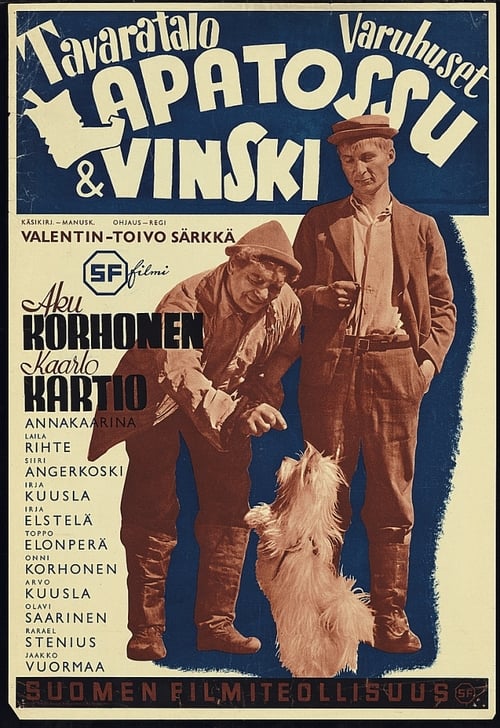 Tavaratalo Varuhuset
LAPATOSSU
& VINSKI
KÄSIKIRJ. – MANUSK. OHJAUS – REGI
VALENTIN – TOIVO SÄRKKÄ
SF filmi
Aku
KORHONEN
Kaarlo
KARTIO
ANNAKAARINA
LAILA
RIHTE
SIIRI
ANGERKOSKI
IRJA
KUUSLA
IRJA
ELSTELÄ
TOPPO
ELONPERÄ
ONNI
KORHONEN
ARVO
KUUSLA
OLAVI
SAARINEN
RARAEL
STENIUS
JAAKKO
VUORMAA
SUOMEN FILMITEOLLISUUS SF